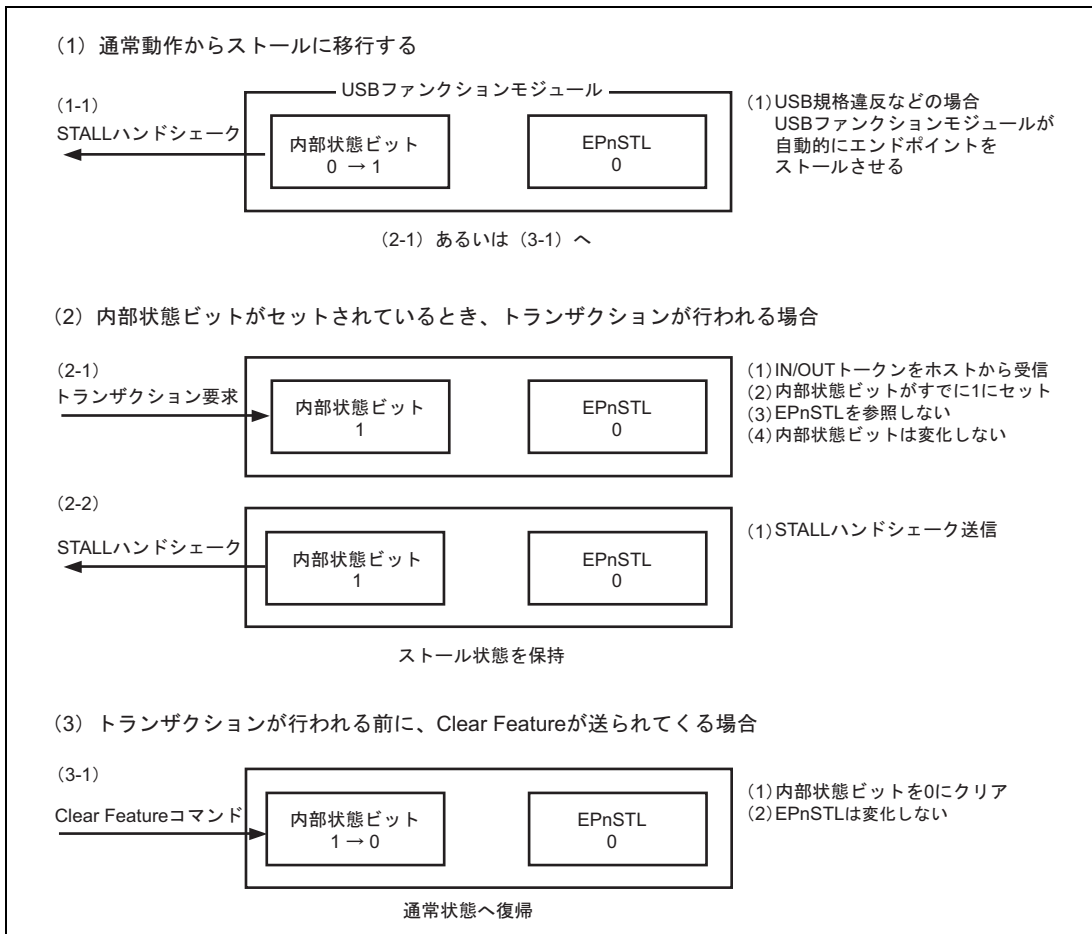 (1) 通常動作からストールに移行する
USBファンクションモジュール
(1-1)
STALLハンドシェーク
内部状態ビット
0 → 1
EPnSTL
0
(1)USB規格違反などの場合
USBファンクションモジュールが
自動的にエンドポイントを
ストールさせる
(2-1) あるいは (3-1) へ
(2) 内部状態ビットがセットされているとき、トランザクションが行われる場合
(2-1)
トランザクション要求
内部状態ビット
1
EPnSTL
0
(1)IN/OUTトークンをホストから受信
(2)内部状態ビットがすでに1にセット
(3)EPnSTLを参照しない
(4)内部状態ビットは変化しない
(2-2)
STALLハンドシェーク
内部状態ビット
1
EPnSTL
0
(1)STALLハンドシェーク送信
ストール状態を保持
(3) トランザクションが行われる前に、Clear Featureが送られてくる場合
(3-1)
Clear Featureコマンド
内部状態ビット
1 → 0
EPnSTL
0
(1)内部状態ビットを0にクリア
(2)EPnSTLは変化しない
通常状態へ復帰